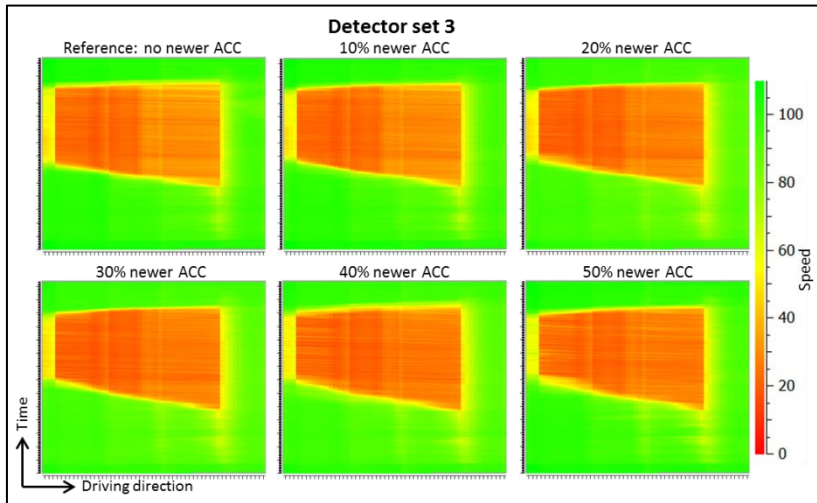 Detector set 3
Reference: no newer ACC
10% newer ACC
20% newer ACC
30% newer ACC
40% newer ACC
50% newer ACC
100
80
60
40
20
0
Speed
Time
Driving direction